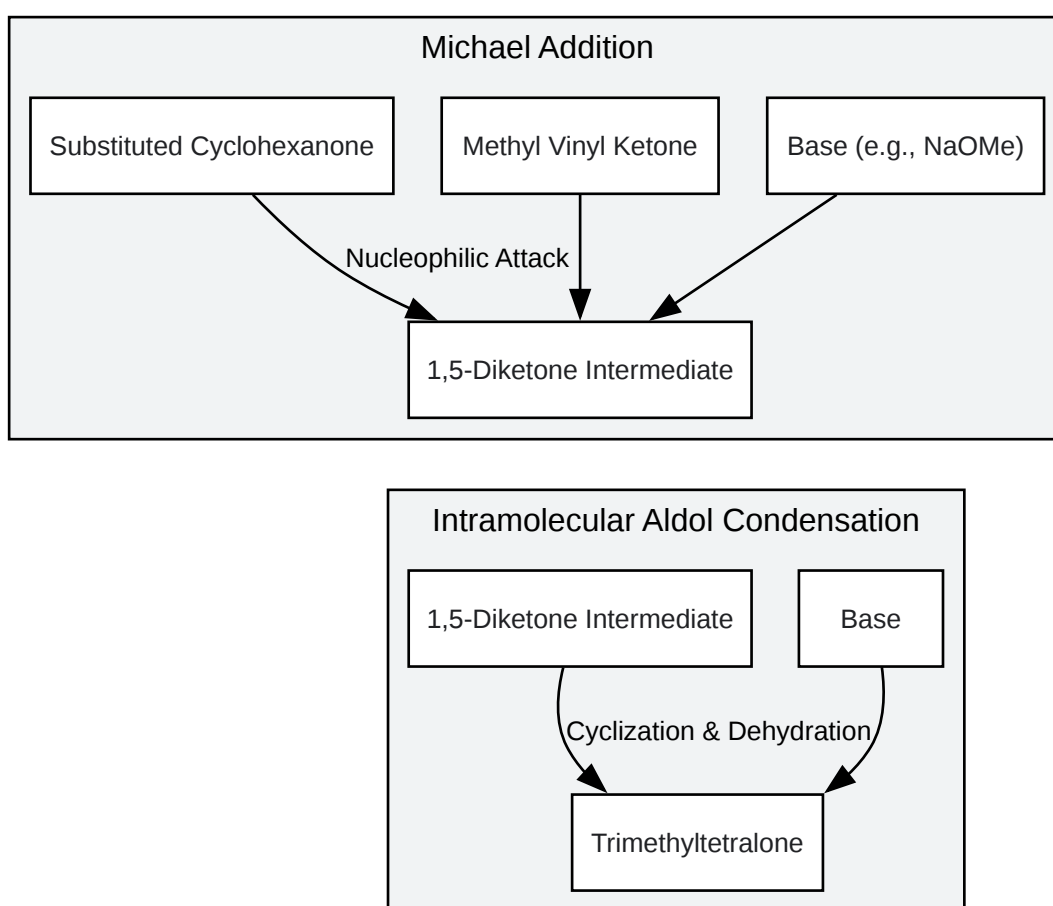 Michael Addition
Substituted Cyclohexanone
Methyl Vinyl Ketone
Base (e.g., NaOMe)
Nucleophilic Attack
1,5-Diketone Intermediate
Intramolecular Aldol Condensation
1,5-Diketone Intermediate
Base
Cyclization & Dehydration
Trimethyltetralone